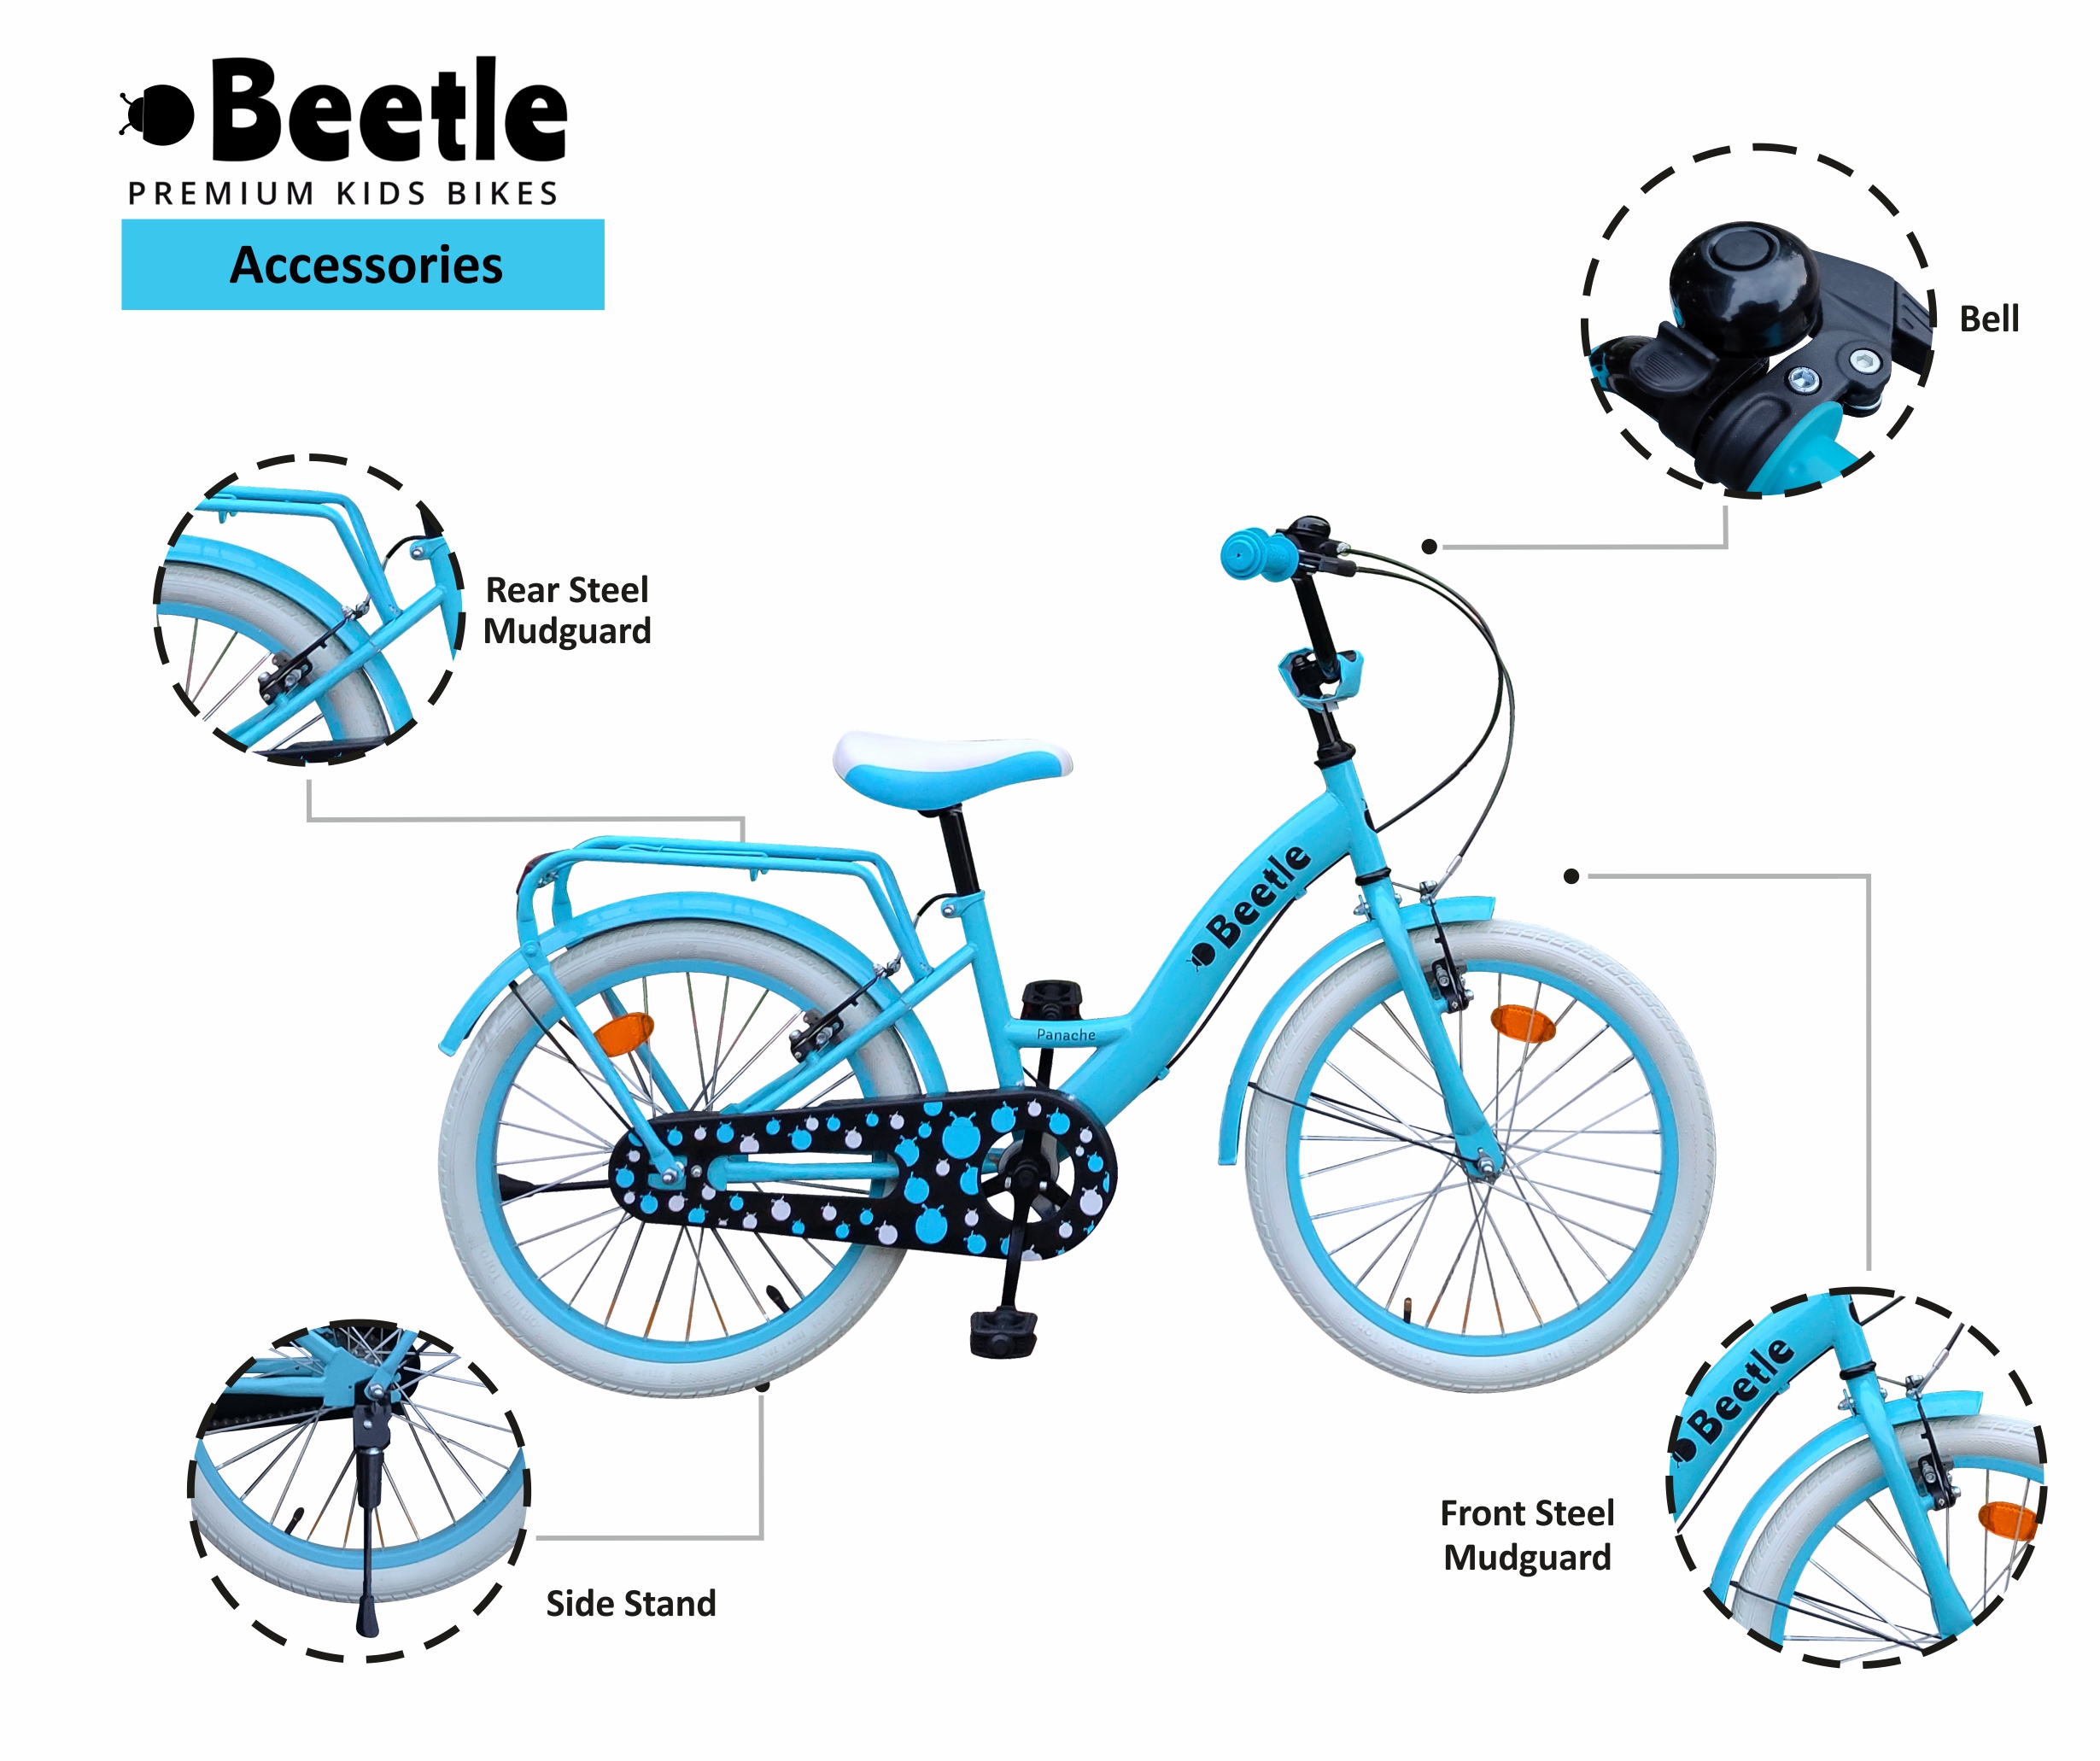 Beetle
PREMIUM KIDS BIKES
Accessories
Bell
Rear Steel
Mudguard
Beetle
Panache
Beetle
Front Steel
Mudguard
Side Stand